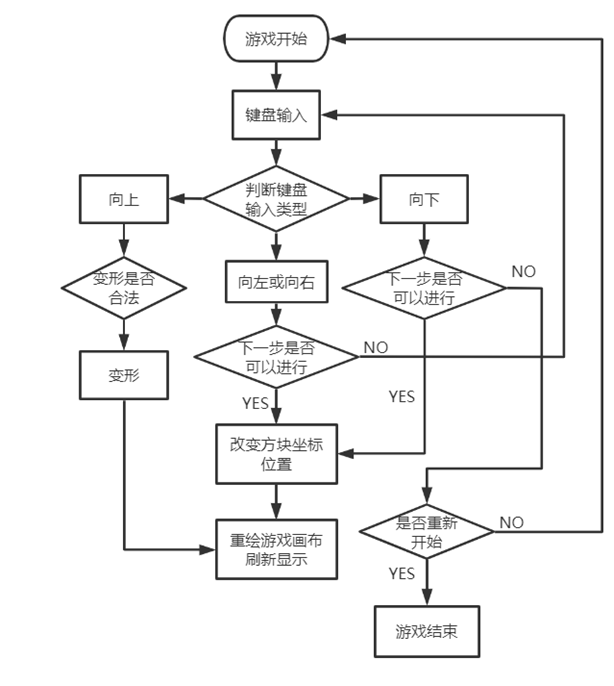 游戏开始
键盘输入
判断键盘
输入类型
向上
向下
变形是否
合法
向左或向右
下一步是否
可以进行
NO
变形
下一步是否
可以进行
NO
YES
YES
改变方块坐标
位置
重绘游戏画布
刷新显示
是否重新
开始
NO
YES
游戏结束